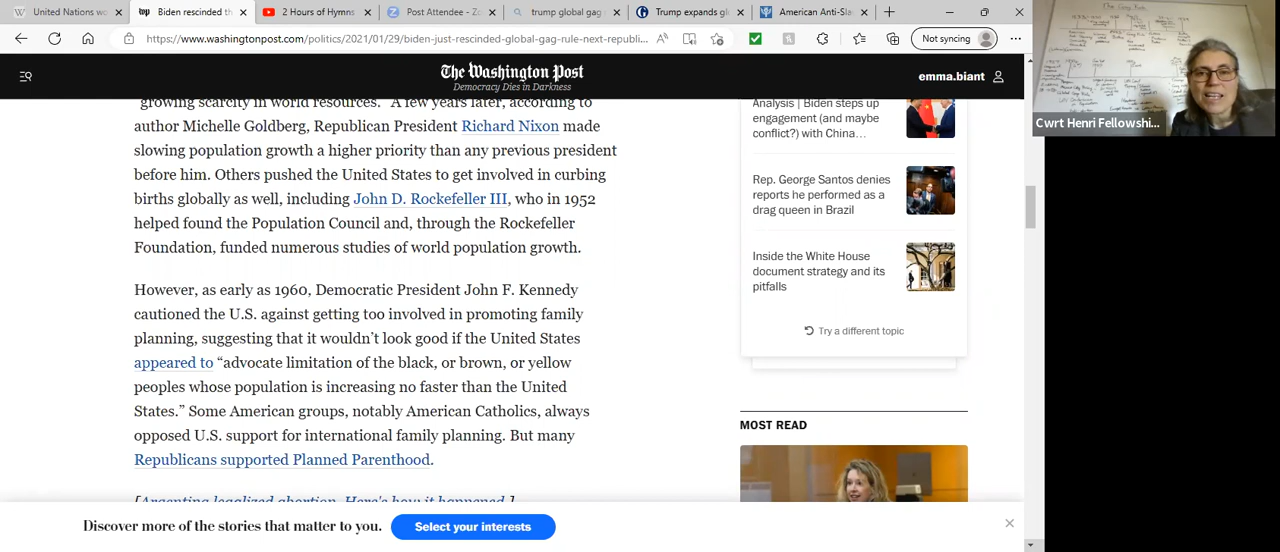 United Nations wo
Biden rescinded th
2 Hours of Hymns
Post Attendee - Zo
trump global gag
Trump expands gl
American Anti-Sla
https://www.washingtonpost.com/politics/2021/01/29/biden-rescinded-global-gag-rule-next-republi...
Not syncing
The Washington Post
Democracy Dies in Darkness
emma.biant
growing scarcity in world resources." A few years later, according to
author Michelle Goldberg, Republican President Richard Nixon made
slowing population growth a higher priority than any previous president
before him. Others pushed the United States to get involved in curbing
births globally as well, including John D. Rockefeller III, who in 1952
helped found the Population Council and, through the Rockefeller
Foundation, funded numerous studies of world population growth.
However, as early as 1960, Democratic President John F. Kennedy
cautioned the U.S. against getting too involved in promoting family
planning, suggesting that it wouldn't look good if the United States
appeared to "advocate limitation of the black, or brown, or yellow
peoples whose population is increasing no faster than the United
States." Some American groups, notably American Catholics, always
opposed U.S. support for international family planning. But many
Republicans supported Planned Parenthood.
[Argentina legalized abortion. Here's how it happened.]
Analysis | Biden steps up
engagement (and maybe
conflict?) with China...
Rep. George Santos denies
reports he performed as a
drag queen in Brazil
Inside the White House
document strategy and its
pitfalls
Try a different topic
MOST READ
Discover more of the stories that matter to you.
Select your interests
Cwrt Henri Fellowshi...